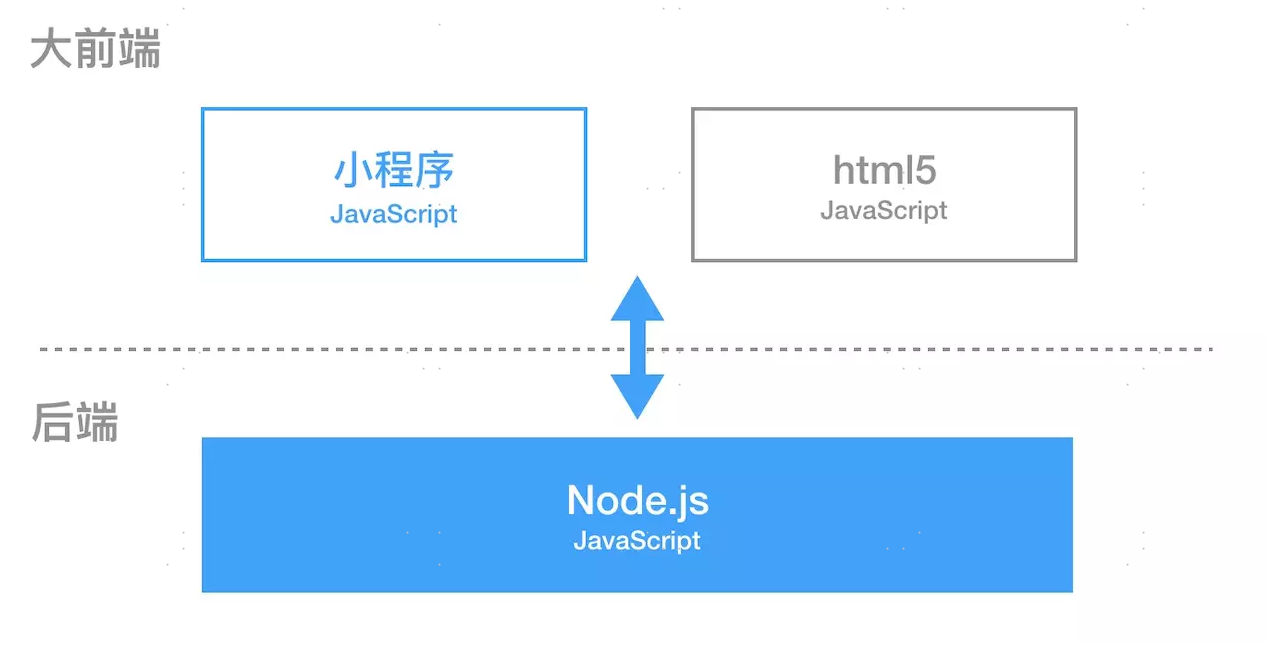 大前端
小程序
JavaScript
html5
JavaScript
后端
Node.js
JavaScript